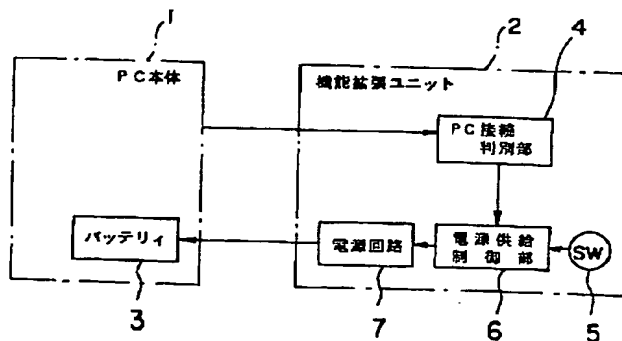 1
PC本体
2
機能拡張ユニット
4
PC接続
判別部
バッテリィ
3
電源回路
7
電源供給
制御部
6
SW
5